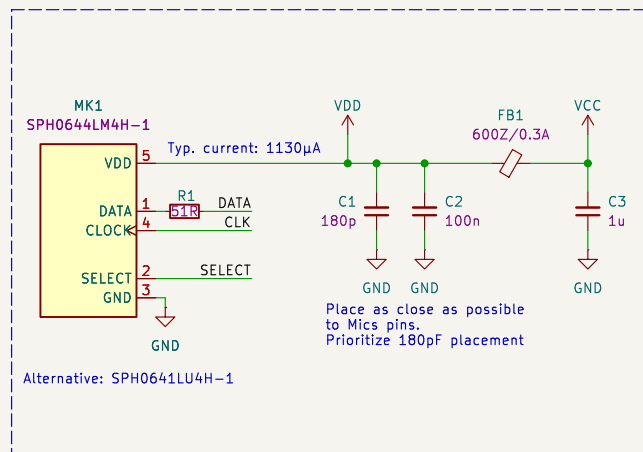 MK1
SPH0644LM4H-1
VDD
5
Typ. current: 1130µA
DATA
1
R1
51R
DATA
CLOCK
4
CLK
SELECT
2
SELECT
GND
3
GND
VDD
C1
180p
GND
C2
100n
GND
FB1
600Z/0.3A
VCC
C3
1u
GND
Place as close as possible
to Mics pins.
Prioritize 180pF placement
Alternative: SPH0641LU4H-1